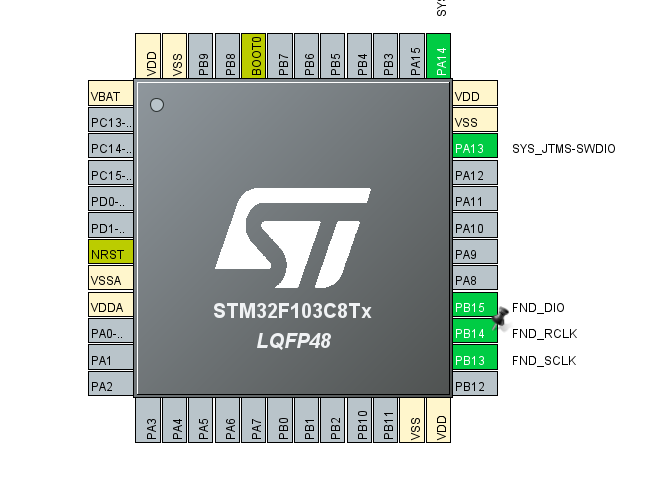 SYS
VDD
VSS
PB9
PB8
BOOT0
PB7
PB6
PB5
PB4
PB3
PA15
PA14
VBAT
PC13-..
PC14-..
PC15-..
PD0-..
PD1-..
NRST
VSSA
VDDA
PA0-..
PA1
PA2
VDD
VSS
PA13 SYS_JTMS-SWDIO
PA12
PA11
PA10
PA9
PA8
PB15 FND_DIO
PB14 FND_RCLK
PB13 FND_SCLK
PB12
ST
STM32F103C8Tx
LQFP48
PA3
PA4
PA5
PA6
PA7
PB0
PB1
PB2
PB10
PB11
VSS
VDD